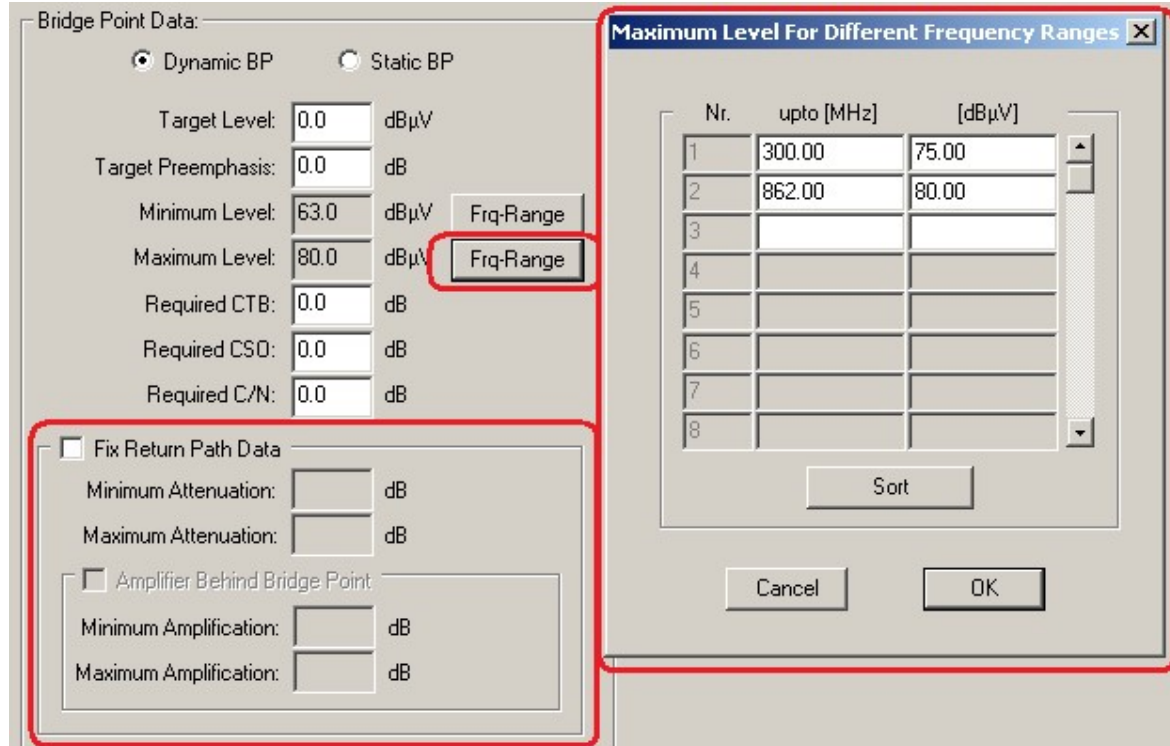 Bridge Point Data:
Dynamic BP Static BP
Target Level: 0.0 dBµV
Target Preemphasis: 0.0 dB
Minimum Level: 63.0 dBµV Frq-Range
Maximum Level: 80.0 dBµV Frq-Range
Required CTB: 0.0 dB
Required CSO: 0.0 dB
Required C/N: 0.0 dB
Fix Return Path Data
Minimum Attenuation: dB
Maximum Attenuation: dB
Amplifier Behind Bridge Point
Minimum Amplification: dB
Maximum Amplification: dB
Maximum Level For Different Frequency Ranges
Nr. upto [MHz] [dBµV]
1 300.00 75.00
2 862.00 80.00
3
4
5
6
7
8
Sort
Cancel OK